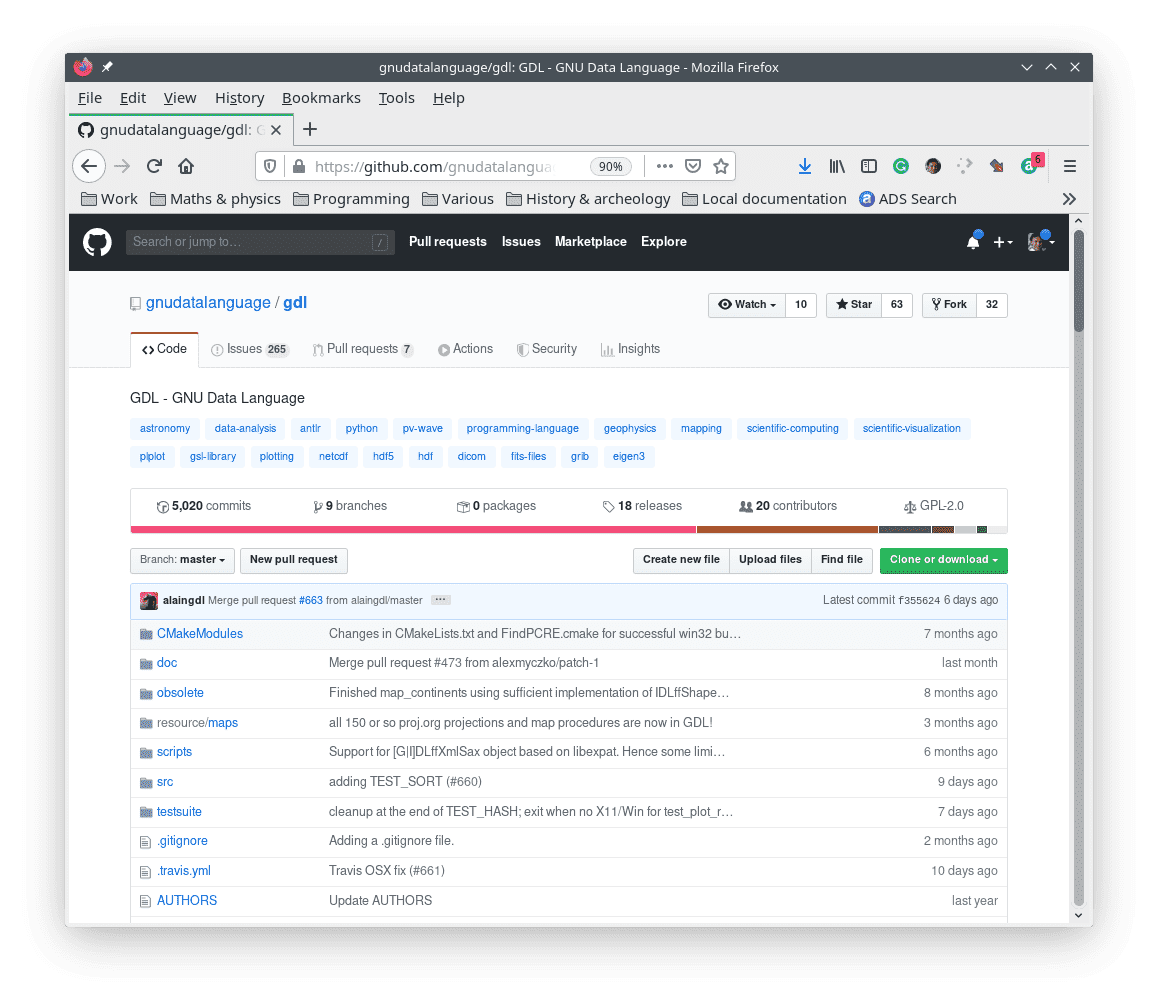 gnudatalanguage/gdl: GDL - GNU Data Language - Mozilla Firefox
File Edit View History Bookmarks Tools Help
gnudatalanguage/gdl: G
https://github.com/gnudatalangua 90% 6
Work Maths & physics Programming Various History & archeology Local documentation ADS Search
Search or jump to... / Pull requests Issues Marketplace Explore
gnudatalanguage / gdl Watch 10 Star 63 Fork 32
Code Issues 265 Pull requests 7 Actions Security Insights
GDL - GNU Data Language
astronomy data-analysis antlr python pv-wave programming-language geophysics mapping scientific-computing scientific-visualization
plplot gsl-library plotting netcdf hdf5 hdf dicom fits-files grib eigen3
5,020 commits 9 branches 0 packages 18 releases 20 contributors GPL-2.0
Branch: master New pull request Create new file Upload files Find file Clone or download
alaingdl Merge pull request #663 from alaingdl/master ... Latest commit f355624 6 days ago
CMakeModules Changes in CMakeLists.txt and FindPCRE.cmake for successful win32 bu... 7 months ago
doc Merge pull request #473 from alexmyczko/patch-1 last month
obsolete Finished map_continents using sufficient implementation of IDLffShape... 8 months ago
resource/maps all 150 or so proj.org projections and map procedures are now in GDL! 3 months ago
scripts Support for [G|I]DLffXmlSax object based on libexpat. Hence some limi... 6 months ago
src adding TEST_SORT (#660) 9 days ago
testsuite cleanup at the end of TEST_HASH; exit when no X11/Win for test_plot_r... 7 days ago
.gitignore Adding a .gitignore file. 2 months ago
.travis.yml Travis OSX fix (#661) 10 days ago
AUTHORS Update AUTHORS last year